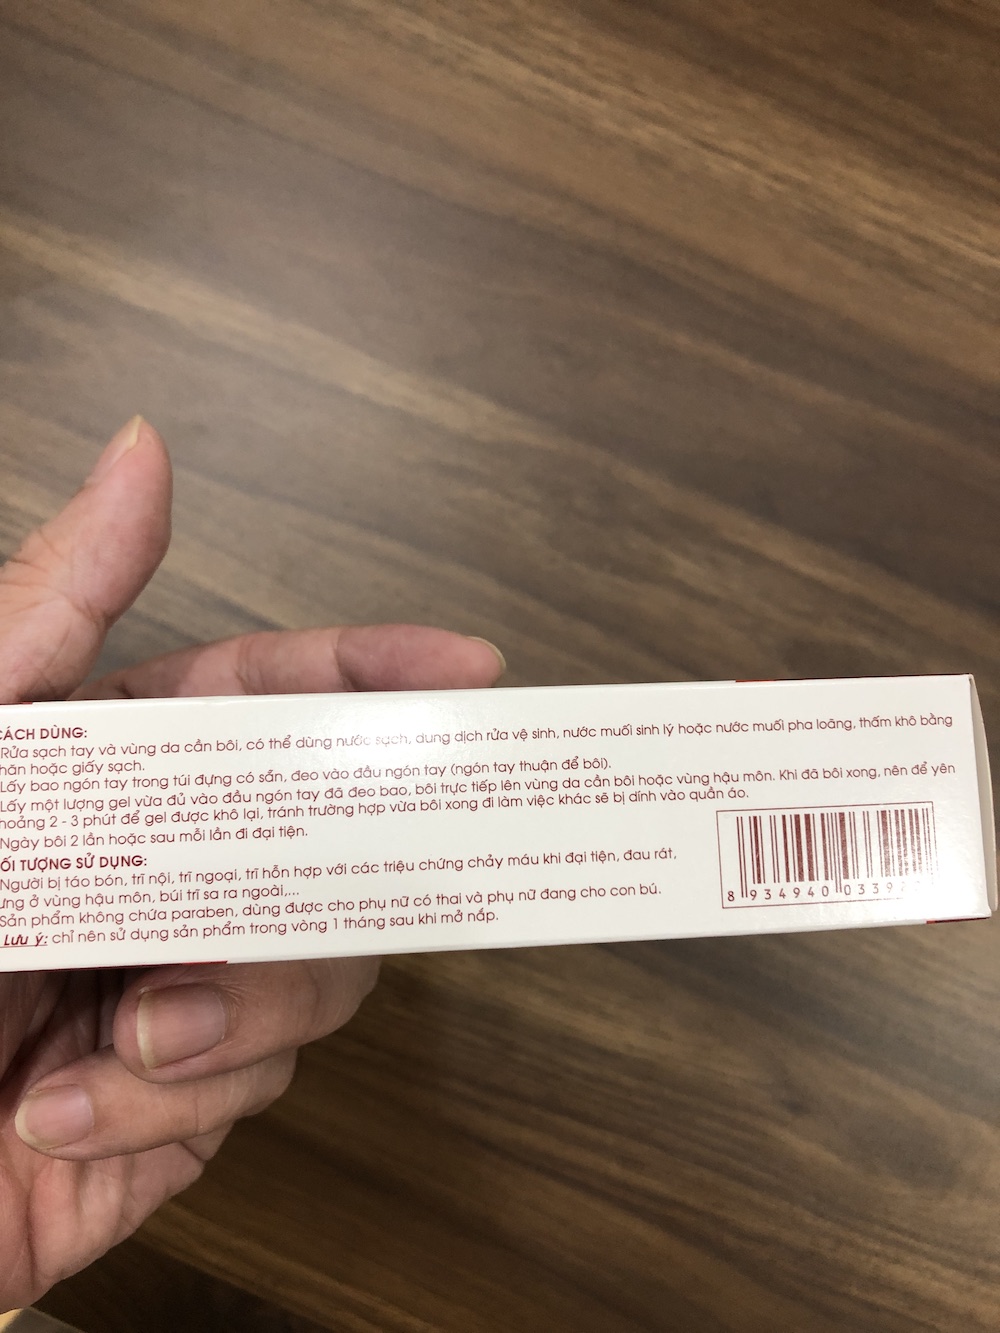 CÁCH DÙNG:
Rửa sạch tay và vùng da cần bôi, có thể dùng nước sạch, dung dịch rửa vệ sinh, nước muối sinh lý hoặc nước muối pha loãng, thấm khô bằng
khăn hoặc giấy sạch.
Lấy bao ngón tay trong túi đựng có sẵn, đeo vào đầu ngón tay (ngón tay thuận để bôi).
Lấy một lượng gel vừa đủ vào đầu ngón tay đã đeo bao, bôi trực tiếp lên vùng da cần bôi hoặc vùng hậu môn. Khi đã bôi xong, nên để yên
khoảng 2 - 3 phút để gel được khô lại, tránh trường hợp vừa bôi xong đi làm việc khác sẽ bị dính vào quần áo.
Ngày bôi 2 lần hoặc sau mỗi lần đi đại tiện.
ĐỐI TƯỢNG SỬ DỤNG:
Người bị táo bón, trĩ nội, trĩ ngoại, trĩ hỗn hợp với các triệu chứng chảy máu khi đại tiện, đau rát,
ở vùng hậu môn, búi trĩ sa ra ngoài,...
Sản phẩm không chứa paraben, dùng được cho phụ nữ có thai và phụ nữ đang cho con bú.
Lưu ý: chỉ nên sử dụng sản phẩm trong vòng 1 tháng sau khi mở nắp.
8 934940 0339